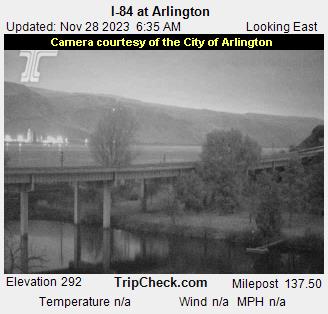 I-84 at Arlington
Updated: Nov 28 2023 6:35 AM Looking East
Camera courtesy of the City of Arlington
Elevation 292 TripCheck.com Milepost 137.50
Temperature n/a Wind n/a MPH n/a